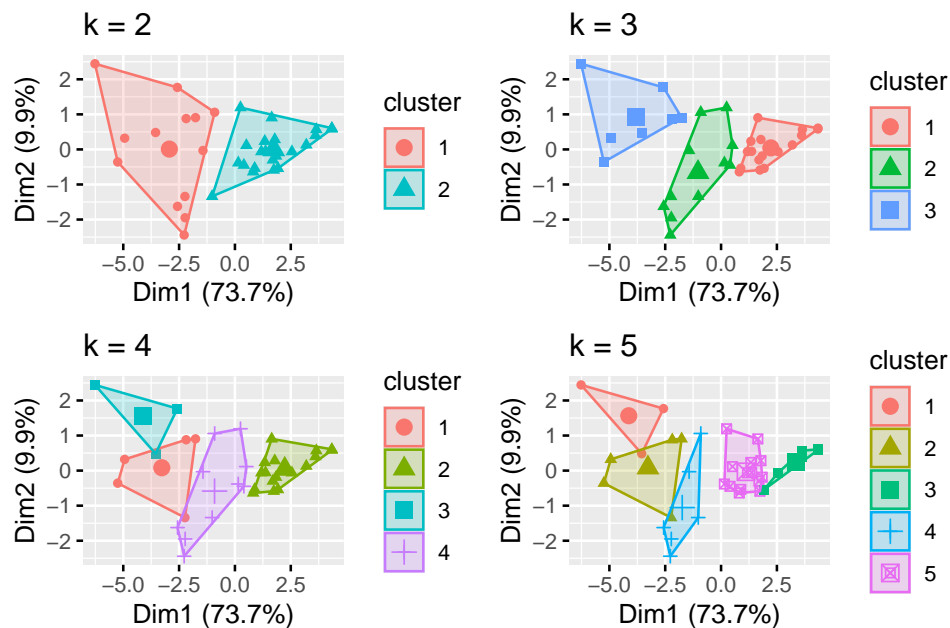 k = 2
Dim2 (9.9%)
2
1
0
−1
−2
−5.0 −2.5 0.0 2.5
Dim1 (73.7%)
cluster
1
2
k = 3
Dim2 (9.9%)
2
1
0
−1
−2
−5.0 −2.5 0.0 2.5
Dim1 (73.7%)
cluster
1
2
3
k = 4
Dim2 (9.9%)
2
1
0
−1
−2
−5.0 −2.5 0.0 2.5
Dim1 (73.7%)
cluster
1
2
3
4
k = 5
Dim2 (9.9%)
2
1
0
−1
−2
−5.0 −2.5 0.0 2.5
Dim1 (73.7%)
cluster
1
2
3
4
5